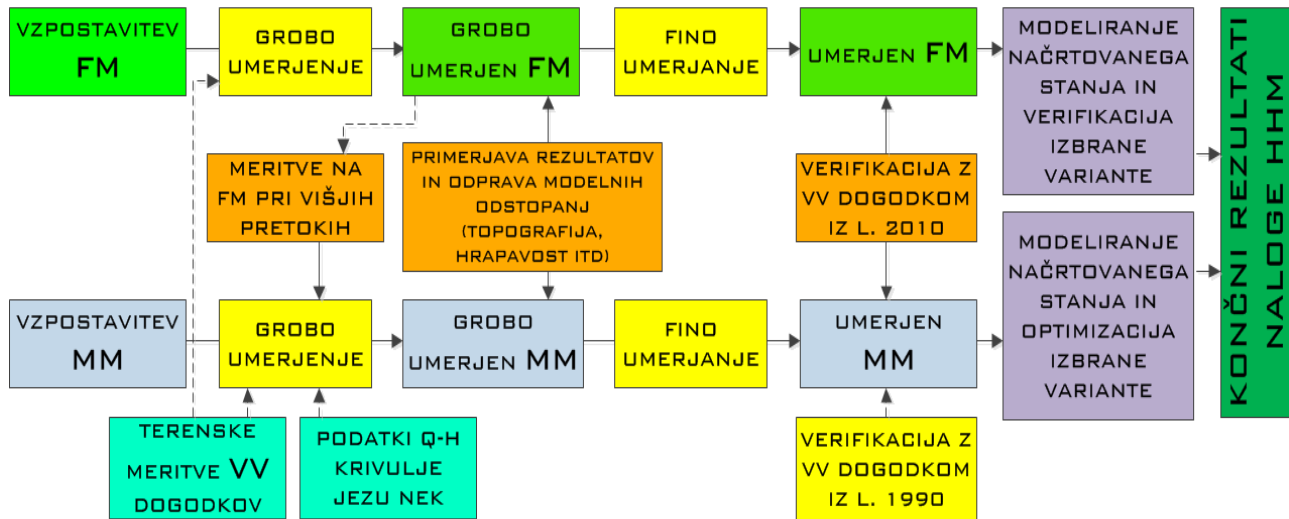 VZPOSTAVITEV
FM
GROBO
UMERJENJE
GROBO
UMERJEN FM
FINO
UMERJANJE
UMERJEN FM
MODELIRANJE
NAČRTOVANEGA
STANJA IN
VERIFIKACIJA
IZBRANE
VARIANTE
KONČNI REZULTATI
NALOGE HHM
MERITVE NA
FM PRI VIŠJIH
PRETOKIH
PRIMERJAVA REZULTATOV
IN ODPRAVA MODELNIH
ODSTOPANJ
(TOPOGRAFIJA,
HRAPAVOST ITD)
VERIFIKACIJA Z
VV DOGODKOM
IZ L. 2010
VZPOSTAVITEV
MM
GROBO
UMERJENJE
GROBO
UMERJEN MM
FINO
UMERJANJE
UMERJEN
MM
MODELIRANJE
NAČRTOVANEGA
STANJA IN
OPTIMIZACIJA
IZBRANE
VARIANTE
TERENSKE
MERITVE VV
DOGODKOV
PODATKI Q-H
KRIVULJE
JEZU NEK
VERIFIKACIJA Z
VV DOGODKOM
IZ L. 1990